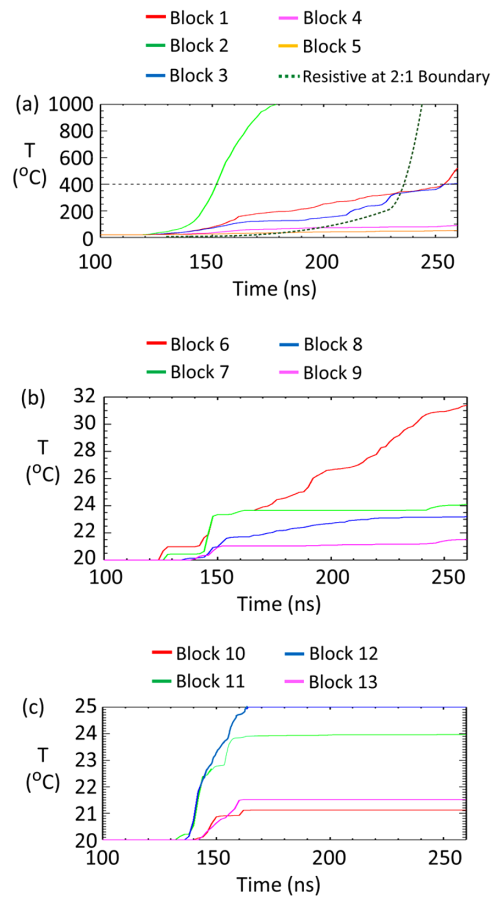 Block 1 Block 4
Block 2 Block 5
Block 3 Resistive at 2:1 Boundary
(a)
T
(°C)
1000
800
600
400
200
0
100 150 200 250
Time (ns)
Block 6 Block 8
Block 7 Block 9
(b)
T
(°C)
32
30
28
26
24
22
20
100 150 200 250
Time (ns)
Block 10 Block 12
Block 11 Block 13
(c)
T
(°C)
25
24
23
22
21
20
100 150 200 250
Time (ns)